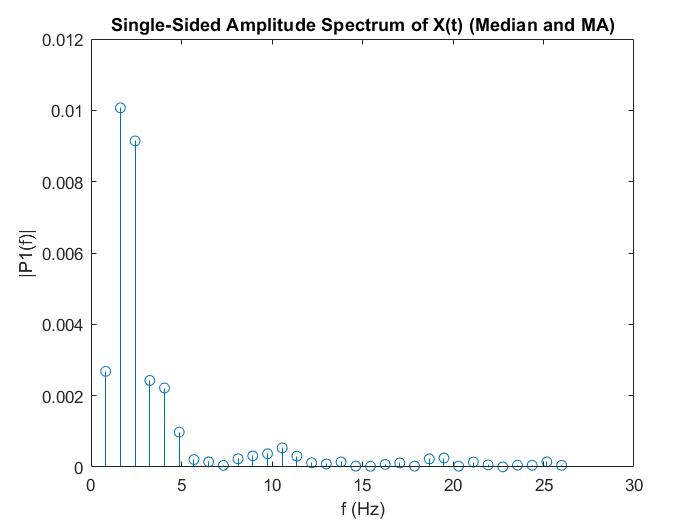 Single-Sided Amplitude Spectrum of X(t) (Median and MA)
0.012
0.01
0.008
0.006
0.004
0.002
0
|P1(f)|
0 5 10 15 20 25 30
f (Hz)